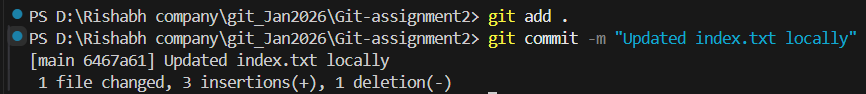 PS D:\Rishabh company\git_Jan2026\Git-assignment2> git add .
PS D:\Rishabh company\git_Jan2026\Git-assignment2> git commit -m "Updated index.txt locally"
[main 6467a61] Updated index.txt locally
1 file changed, 3 insertions(+), 1 deletion(-)